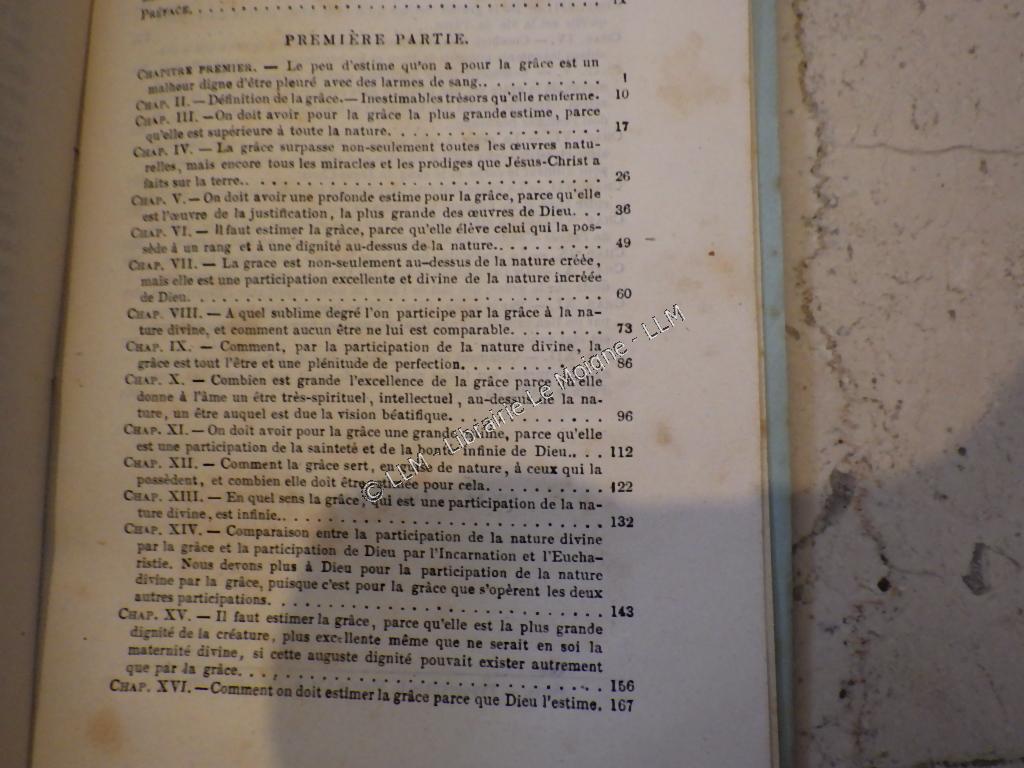 PRÉFACE. . . . . . . . . . . . . . . . . . . . . . . . . . IX
PREMIÈRE PARTIE.
CHAPITRE PREMIER. — Le peu d'estime qu'on a pour la grâce est un
malheur digne d'être pleuré avec des larmes de sang.. . . . . . . . . . 1
CHAP. II. — Définition de la grâce.— Inestimables trésors qu'elle renferme. 10
CHAP. III. —On doit avoir pour la grâce la plus grande estime, parce
qu'elle est supérieure à toute la nature. . . . . . . . . . . . . . . . . 17
CHAP. IV. — La grâce surpasse non-seulement toutes les œuvres natu-
relles, mais encore tous les miracles et les prodiges que Jésus-Christ a
faits sur la terre.. . . . . . . . . . . . . . . . . . . . . . . . . . . . . 26
CHAP. V. — On doit avoir une profonde estime pour la grâce, parce qu'elle
est l'œuvre de la justification, la plus grande des œuvres de Dieu. . . 36
CHAP. VI. — Il faut estimer la grâce, parce qu'elle élève celui qui la pos-
sède à un rang et à une dignité au-dessus de la nature.. . . . . . . . . 49
CHAP. VII. — La grace est non-seulement au-dessus de la nature créée,
mais elle est une participation excellente et divine de la nature incréée
de Dieu. . . . . . . . . . . . . . . . . . . . . . . . . . . . . . . . . 60
CHAP. VIII. — A quel sublime degré l'on participe par la grâce à la na-
ture divine, et comment aucun être ne lui est comparable. . . . . . . . 73
CHAP. IX. — Comment, par la participation de la nature divine, la
grâce est tout l'être et une plénitude de perfection. . . . . . . . . . . . 86
CHAP. X. — Combien est grande l'excellence de la grâce parce qu'elle
donne à l'âme un être très-spirituel, intellectuel, au-dessus de la na-
ture, un être auquel est due la vision béatifique. . . . . . . . . . . . . 96
CHAP. XI. — On doit avoir pour la grâce une grande estime, parce qu'elle
est une participation de la sainteté et de la bonté infinie de Dieu.. . . 112
CHAP. XII. — Comment la grâce sert, en guise de nature, à ceux qui la
possèdent, et combien elle doit être estimée pour cela. . . . . . . . . . 122
CHAP. XIII. — En quel sens la grâce, qui est une participation de la na-
ture divine, est infinie.. . . . . . . . . . . . . . . . . . . . . . . . . . 132
CHAP. XIV. — Comparaison entre la participation de la nature divine
par la grâce et la participation de Dieu par l'Incarnation et l'Eucha-
ristie. Nous devons plus à Dieu pour la participation de la nature
divine par la grâce, puisque c'est pour la grâce que s'opèrent les deux
autres participations. . . . . . . . . . . . . . . . . . . . . . . . . . . 143
CHAP. XV. — Il faut estimer la grâce, parce qu'elle est la plus grande
dignité de la créature, plus excellente même que ne serait en soi la
maternité divine, si cette auguste dignité pouvait exister autrement
que par la grâce. . . . . . . . . . . . . . . . . . . . . . . . . . . . . . 156
CHAP. XVI. —Comment on doit estimer la grâce parce que Dieu l'estime. 167
© LLM - Librairie Le Moigne - LLM